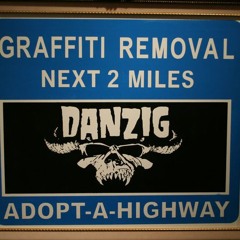 GRAFFITI REMOVAL
NEXT 2 MILES
DANZIG
ADOPT-A-HIGHWAY